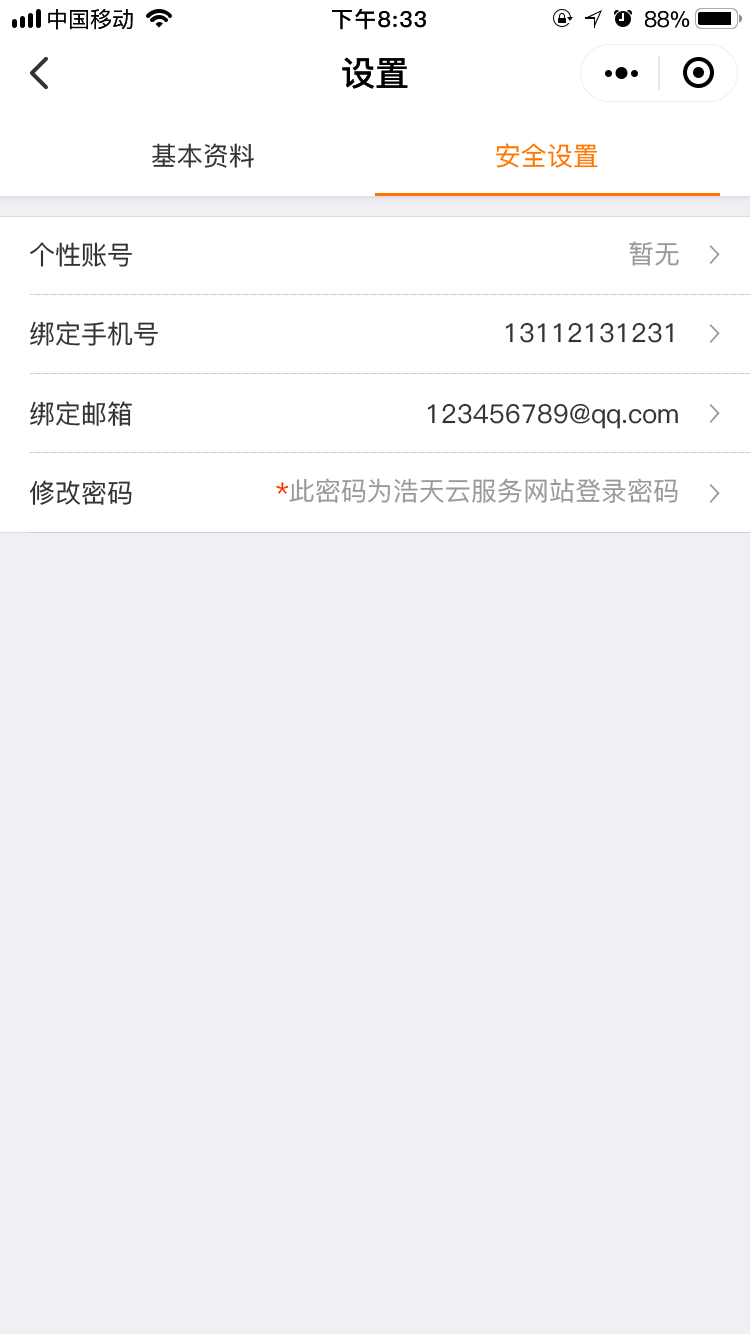 中国移动 下午8:33 88%
设置
基本资料 安全设置
个性账号 暂无
绑定手机号 13112131231
绑定邮箱 123456789@qq.com
修改密码 *此密码为浩天云服务网站登录密码